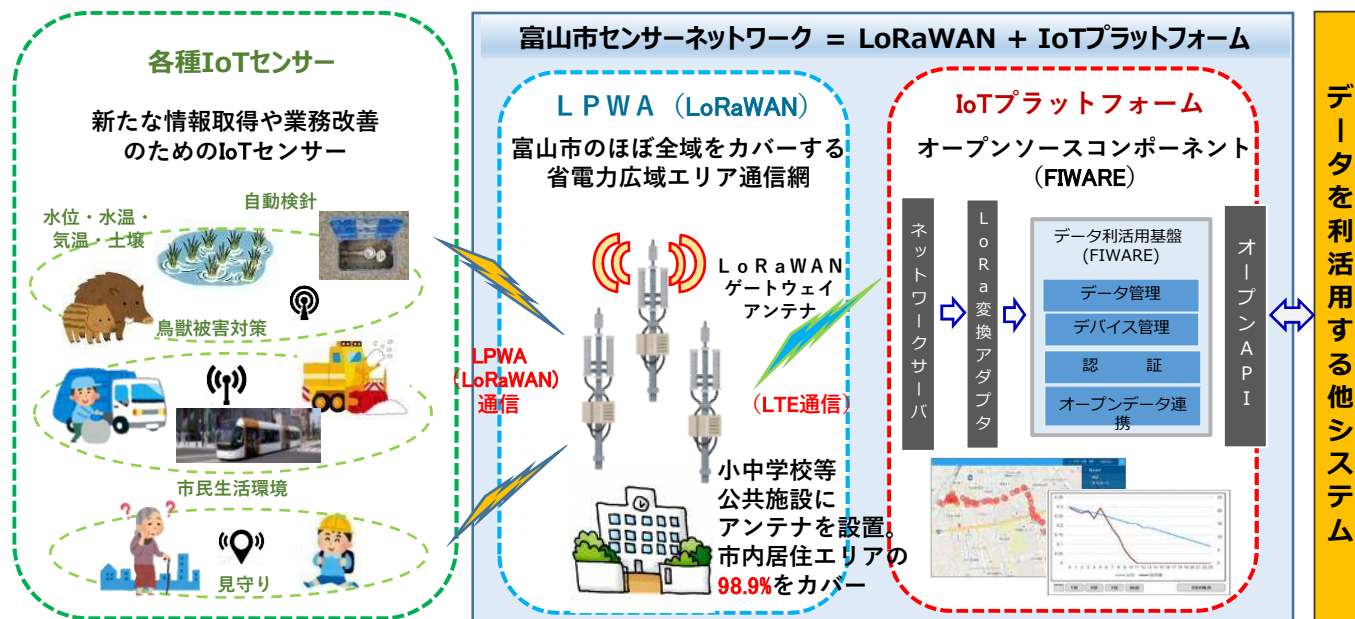 富山市センサーネットワーク = LoRaWAN + IoTプラットフォーム
各種IoTセンサー
新たな情報取得や業務改善
のためのIoTセンサー
水位・水温・
気温・土壌
自動検針
鳥獣被害対策
市民生活環境
見守り
LPWA
(LoRaWAN)
通信
LPWA (LoRaWAN)
富山市のほぼ全域をカバーする
省電力広域エリア通信網
LoRaWAN
ゲートウェイ
アンテナ
(LTE通信)
小中学校等
公共施設に
アンテナを設置。
市内居住エリアの
98.9%をカバー
IoTプラットフォーム
オープンソースコンポーネント
(FIWARE)
ネットワークサーバ
LoRa変換アダプタ
データ利活用基盤
(FIWARE)
データ管理
デバイス管理
認　証
オープンデータ連
携
オープンAPI
データを利活用する他システム